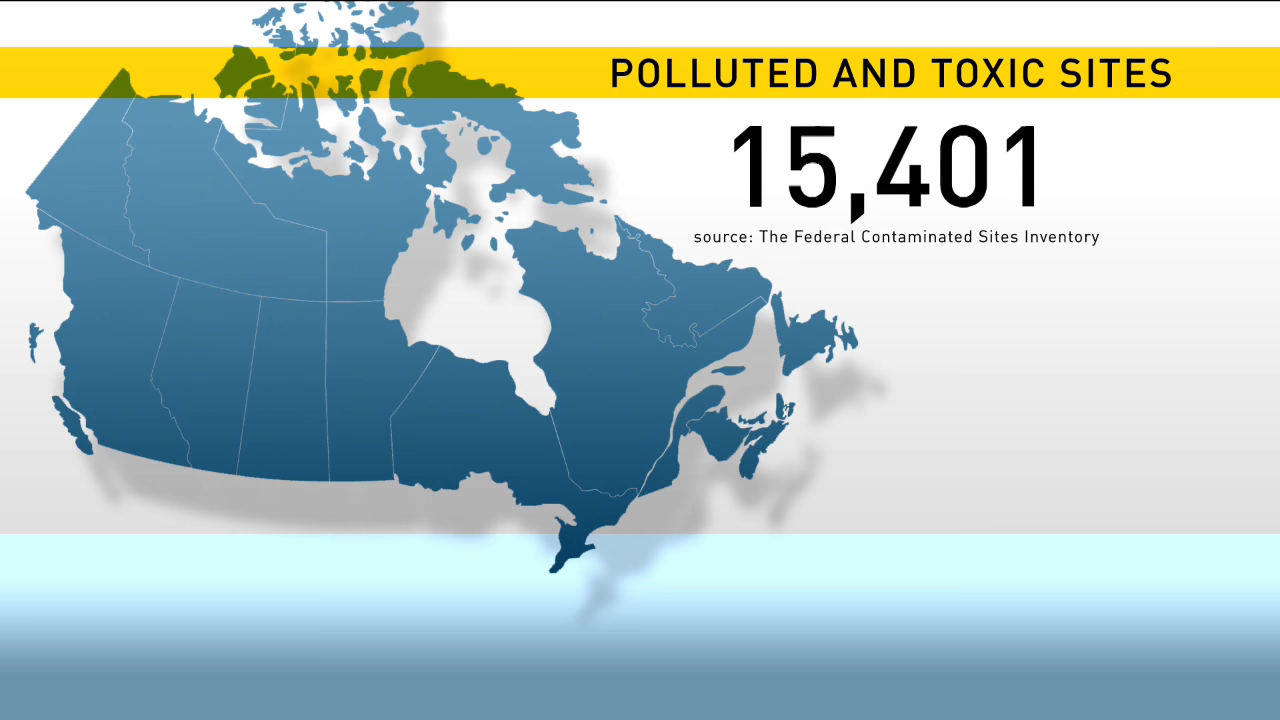 POLLUTED AND TOXIC SITES
15,401
source: The Federal Contaminated Sites Inventory